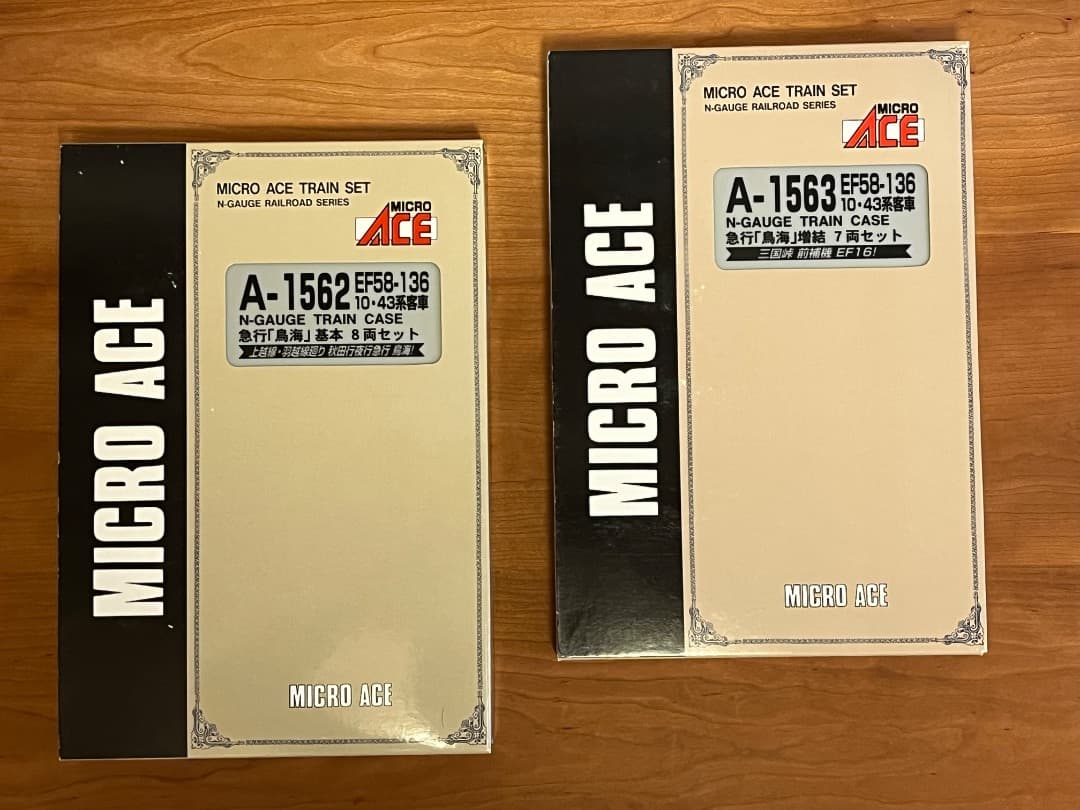 MICRO ACE
MICRO ACE TRAIN SET
N-GAUGE RAILROAD SERIES
MICRO
ACE
A-1562 EF58-136
10・43系客車
N-GAUGE TRAIN CASE
急行「鳥海」基本 8両セット
上越線・羽越線廻り 秋田行夜行急行 鳥海!
MICRO ACE
MICRO ACE
MICRO ACE TRAIN SET
N-GAUGE RAILROAD SERIES
MICRO
ACE
A-1563 EF58-136
10・43系客車
N-GAUGE TRAIN CASE
急行「鳥海」増結 7両セット
三国峠 前補機 EF16!
MICRO ACE